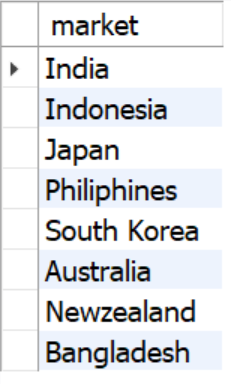 market
India
Indonesia
Japan
Philiphines
South Korea
Australia
Newzealand
Bangladesh